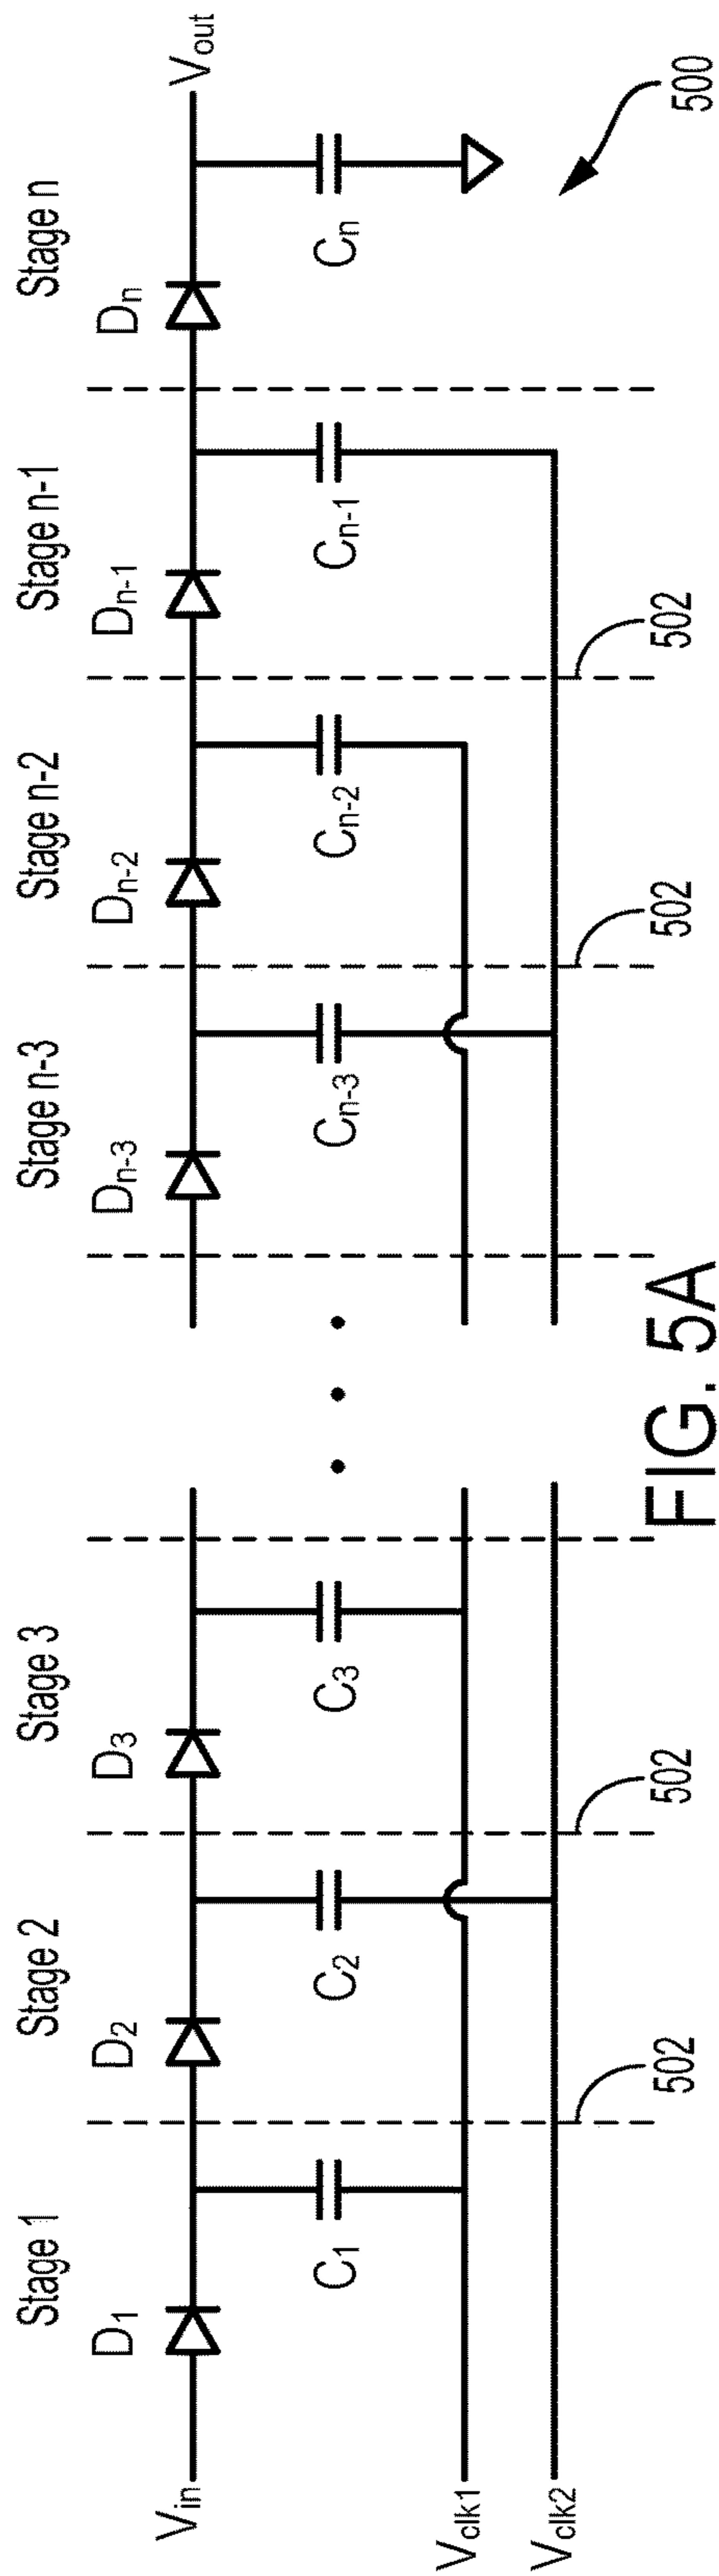 Stage 1
Stage 2
Stage 3
Stage n-3
Stage n-2
Stage n-1
Stage n
D1
D2
D3
Dn-3
Dn-2
Dn-1
Dn
Vin
Vout
C1
C2
C3
Cn-3
Cn-2
Cn-1
Cn
Vclk1
Vclk2
502
502
502
502
500
FIG. 5A